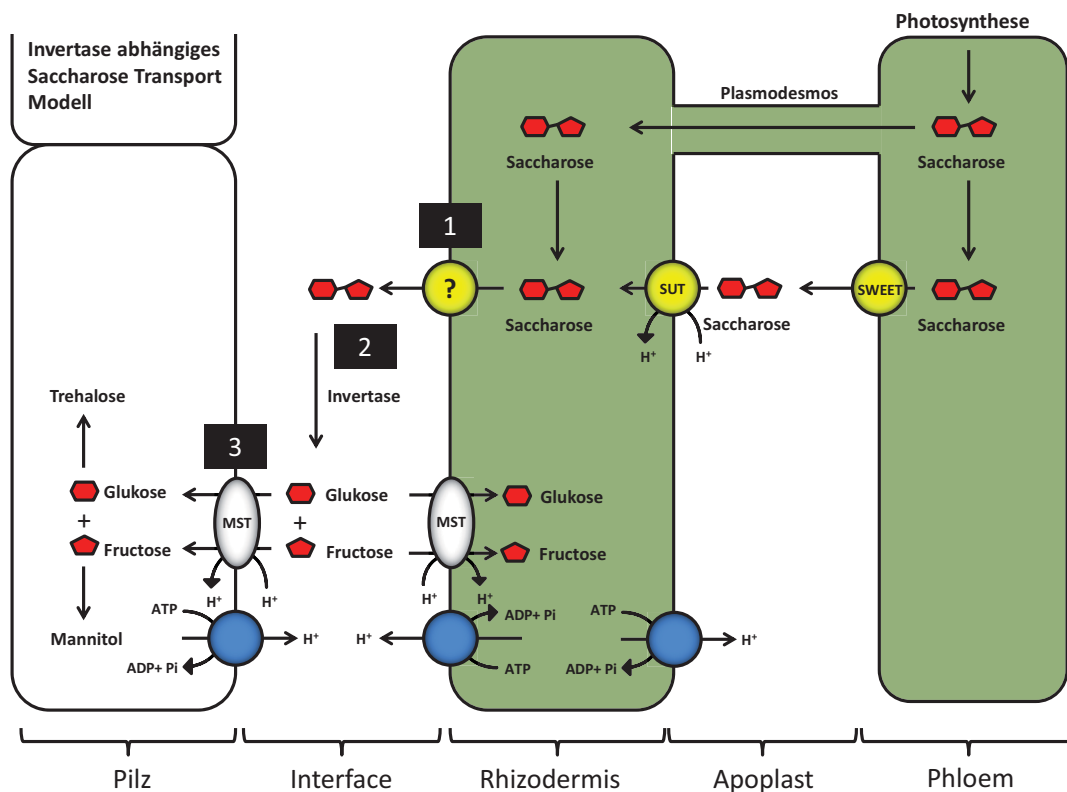 Invertase abhängiges
Saccharose Transport
Modell
Photosynthese
Plasmodesmos
Saccharose
Saccharose
1
?
SUT
SWEET
Saccharose
Saccharose
Saccharose
H⁺
H⁺
2
Invertase
Trehalose
3
Glukose
Glukose
Glukose
+
+
MST
MST
Fructose
Fructose
Fructose
H⁺
H⁺
H⁺
H⁺
ATP
ADP+ Pi
ATP
Mannitol
H⁺
H⁺
H⁺
ADP+ Pi
ATP
ADP+ Pi
Pilz
Interface
Rhizodermis
Apoplast
Phloem